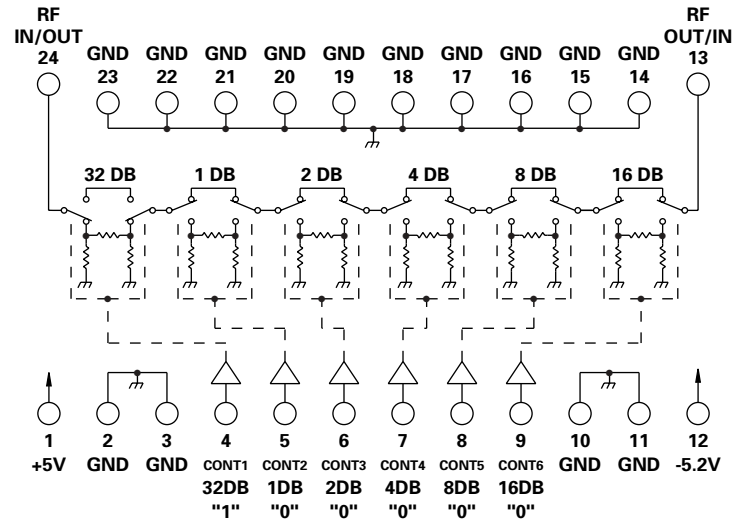 RF RF
IN/OUT OUT/IN
24 GND GND GND GND GND GND GND GND GND GND 13
23 22 21 20 19 18 17 16 15 14
32 DB 1 DB 2 DB 4 DB 8 DB 16 DB
1 2 3 4 5 6 7 8 9 10 11 12
+5V GND GND CONT1 CONT2 CONT3 CONT4 CONT5 CONT6 GND GND -5.2V
32DB 1DB 2DB 4DB 8DB 16DB
"1" "0" "0" "0" "0" "0"